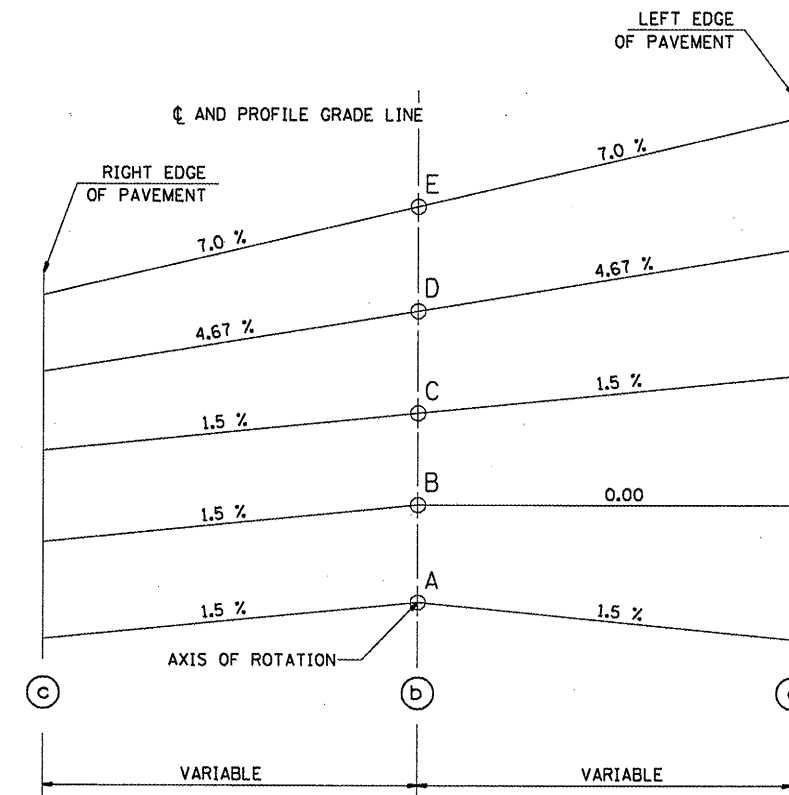 LEFT EDGE
OF PAVEMENT
℄ AND PROFILE GRADE LINE
RIGHT EDGE
OF PAVEMENT
E
7.0 %
7.0 %
D
4.67 %
4.67 %
C
1.5 %
1.5 %
B
1.5 %
0.00
A
1.5 %
1.5 %
AXIS OF ROTATION
c
b
VARIABLE
VARIABLE